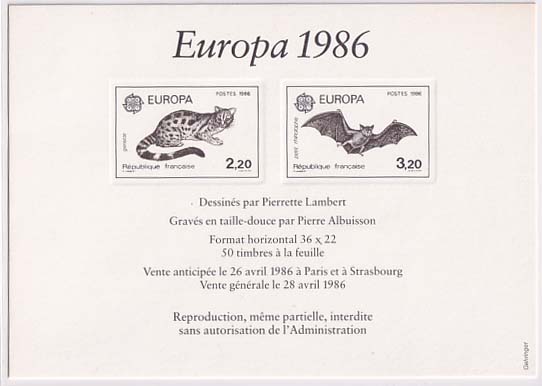 Europa 1986
EUROPA
POSTES 1986
genette
République française
2,20
EUROPA
POSTES 1986
petit rhinolophe
République française
3,20
Dessinés par Pierrette Lambert
Gravés en taille-douce par Pierre Albuisson
Format horizontal 36 x 22
50 timbres à la feuille
Vente anticipée le 26 avril 1986 à Paris et à Strasbourg
Vente générale le 28 avril 1986
Reproduction, même partielle, interdite
sans autorisation de l'Administration